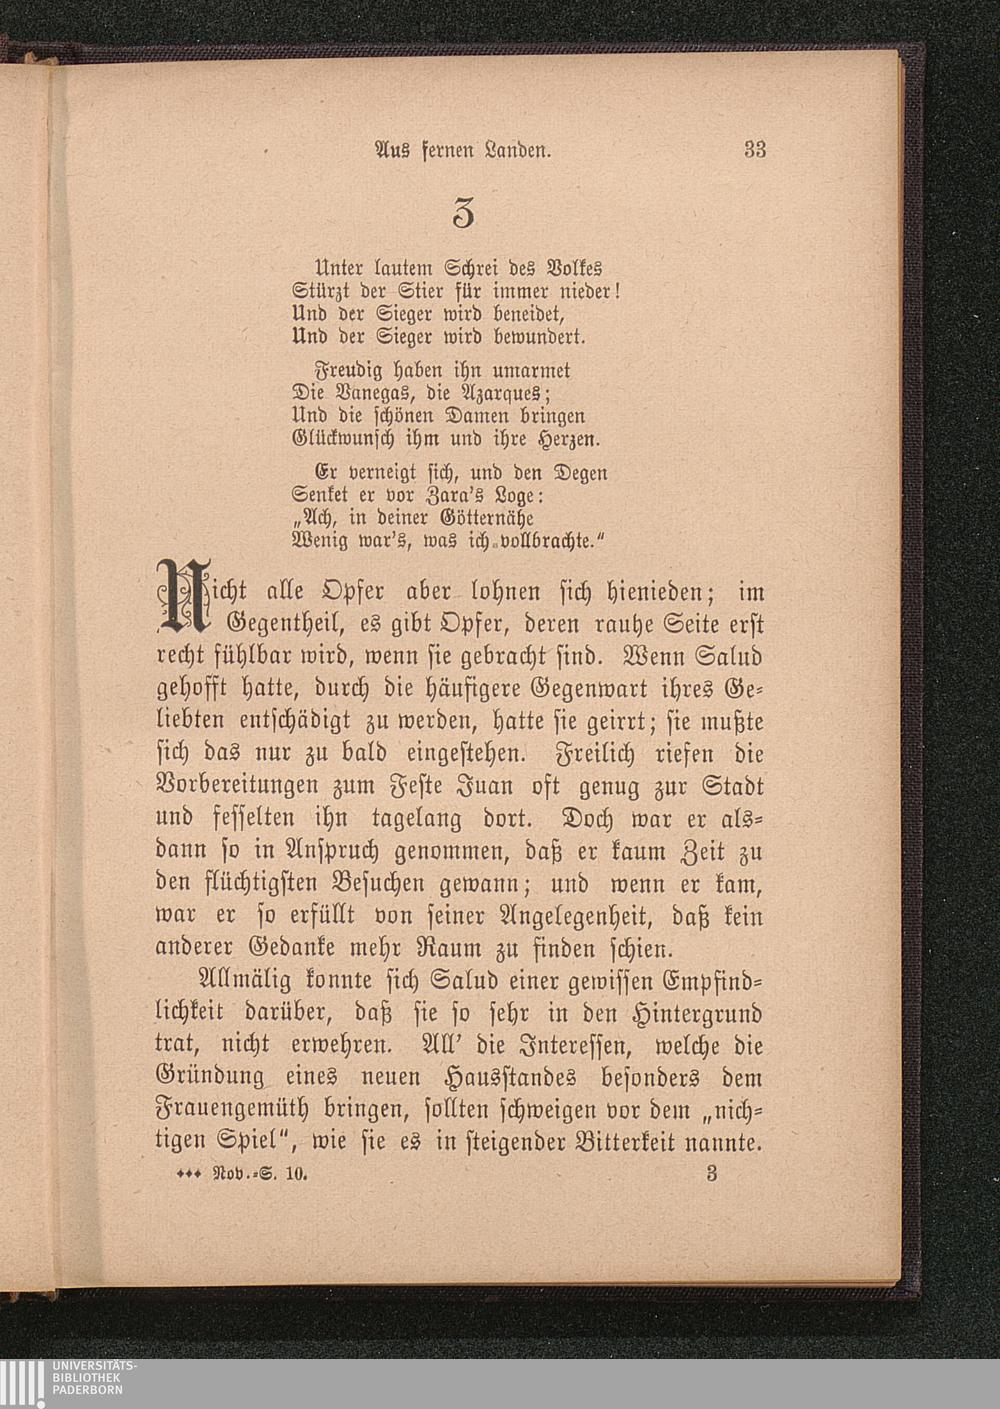 Aus fernen Landen. 33
3
Unter lautem Schrei des Volkes
Stürzt der Stier für immer nieder!
Und der Sieger wird beneidet,
Und der Sieger wird bewundert.
Freudig haben ihn umarmet
Die Vanegas, die Azarques;
Und die schönen Damen bringen
Glückwunsch ihm und ihre Herzen.
Er verneigt sich, und den Degen
Senket er vor Zara's Loge:
„Ach, in deiner Götternähe
Wenig war's, was ich vollbrachte.“
Nicht alle Opfer aber lohnen sich hienieden; im
Gegentheil, es gibt Opfer, deren rauhe Seite erst
recht fühlbar wird, wenn sie gebracht sind. Wenn Salud
gehofft hatte, durch die häufigere Gegenwart ihres Ge-
liebten entschädigt zu werden, hatte sie geirrt; sie mußte
sich das nur zu bald eingestehen. Freilich riefen die
Vorbereitungen zum Feste Juan oft genug zur Stadt
und fesselten ihn tagelang dort. Doch war er als-
dann so in Anspruch genommen, daß er kaum Zeit zu
den flüchtigsten Besuchen gewann; und wenn er kam,
war er so erfüllt von seiner Angelegenheit, daß kein
anderer Gedanke mehr Raum zu finden schien.
Allmälig konnte sich Salud einer gewissen Empfind-
lichkeit darüber, daß sie so sehr in den Hintergrund
trat, nicht erwehren. All' die Interessen, welche die
Gründung eines neuen Hausstandes besonders dem
Frauengemüth bringen, sollten schweigen vor dem „nich-
tigen Spiel“, wie sie es in steigender Bitterkeit nannte.
♦♦♦ Nov.-S. 10. 3
UNIVERSITÄTS-
BIBLIOTHEK
PADERBORN